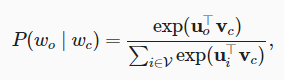 P(w_o | w_c) = exp(u_o^⊤ v_c) / ∑_{i∈𝒱} exp(u_i^⊤ v_c),